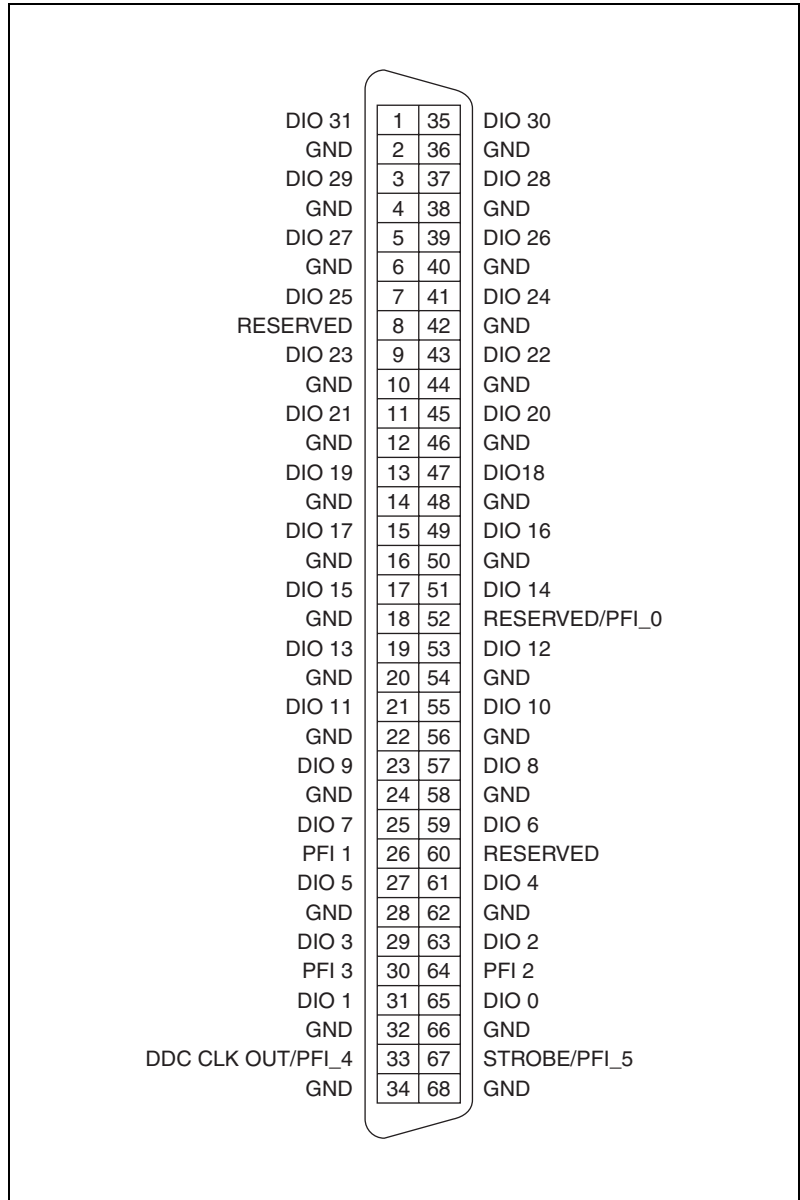 DIO 31 1 35 DIO 30
GND 2 36 GND
DIO 29 3 37 DIO 28
GND 4 38 GND
DIO 27 5 39 DIO 26
GND 6 40 GND
DIO 25 7 41 DIO 24
RESERVED 8 42 GND
DIO 23 9 43 DIO 22
GND 10 44 GND
DIO 21 11 45 DIO 20
GND 12 46 GND
DIO 19 13 47 DIO18
GND 14 48 GND
DIO 17 15 49 DIO 16
GND 16 50 GND
DIO 15 17 51 DIO 14
GND 18 52 RESERVED/PFI_0
DIO 13 19 53 DIO 12
GND 20 54 GND
DIO 11 21 55 DIO 10
GND 22 56 GND
DIO 9 23 57 DIO 8
GND 24 58 GND
DIO 7 25 59 DIO 6
PFI 1 26 60 RESERVED
DIO 5 27 61 DIO 4
GND 28 62 GND
DIO 3 29 63 DIO 2
PFI 3 30 64 PFI 2
DIO 1 31 65 DIO 0
GND 32 66 GND
DDC CLK OUT/PFI_4 33 67 STROBE/PFI_5
GND 34 68 GND